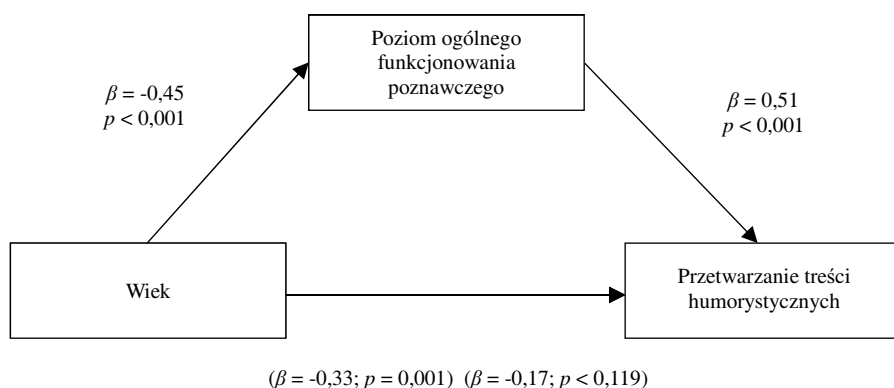 Poziom ogólnego
funkcjonowania
poznawczego
β = -0,45
p < 0,001
β = 0,51
p < 0,001
Wiek
Przetwarzanie treści
humorystycznych
(β = -0,33; p = 0,001) (β = -0,17; p < 0,119)